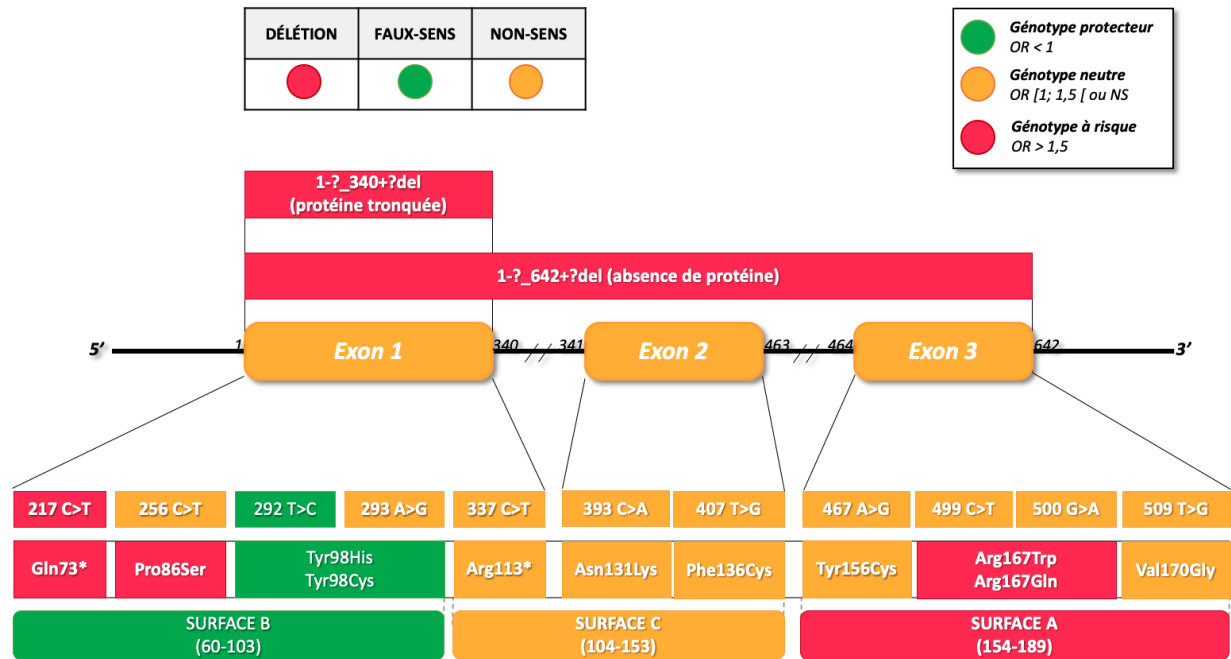 DÉLÉTION FAUX-SENS NON-SENS
Génotype protecteur
OR < 1
Génotype neutre
OR [1; 1,5 [ ou NS
Génotype à risque
OR > 1,5
1-?_340+?del
(protéine tronquée)
1-?_642+?del (absence de protéine)
5’ 1 Exon 1 340 // 341 Exon 2 463 // 464 Exon 3 642 3’
217 C>T 256 C>T 292 T>C 293 A>G 337 C>T 393 C>A 407 T>G 467 A>G 499 C>T 500 G>A 509 T>G
Gln73* Pro86Ser Tyr98His
Tyr98Cys Arg113* Asn131Lys Phe136Cys Tyr156Cys Arg167Trp
Arg167Gln Val170Gly
SURFACE B
(60-103)
SURFACE C
(104-153)
SURFACE A
(154-189)